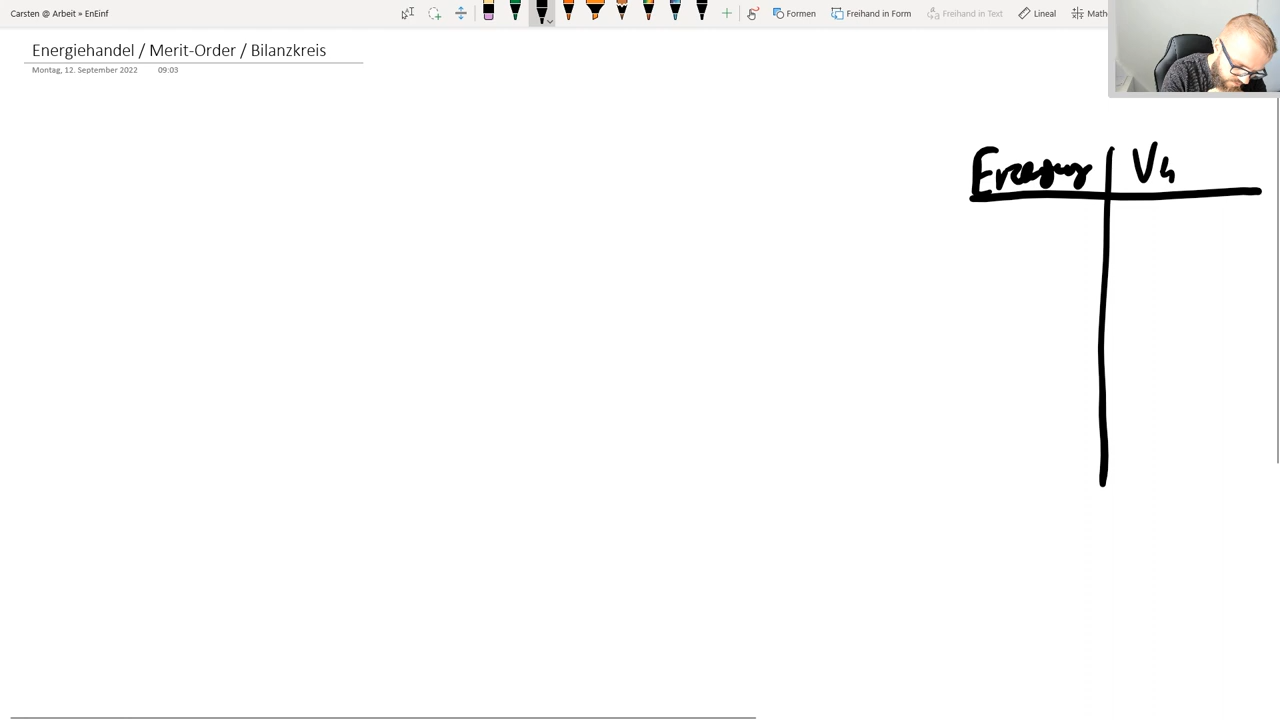 Carsten @ Arbeit » EnEinf
Formen
Freihand in Form
Freihand in Text
Lineal
Math
Energiehandel / Merit-Order / Bilanzkreis
Montag, 12. September 2022 09:03
Erzeugung